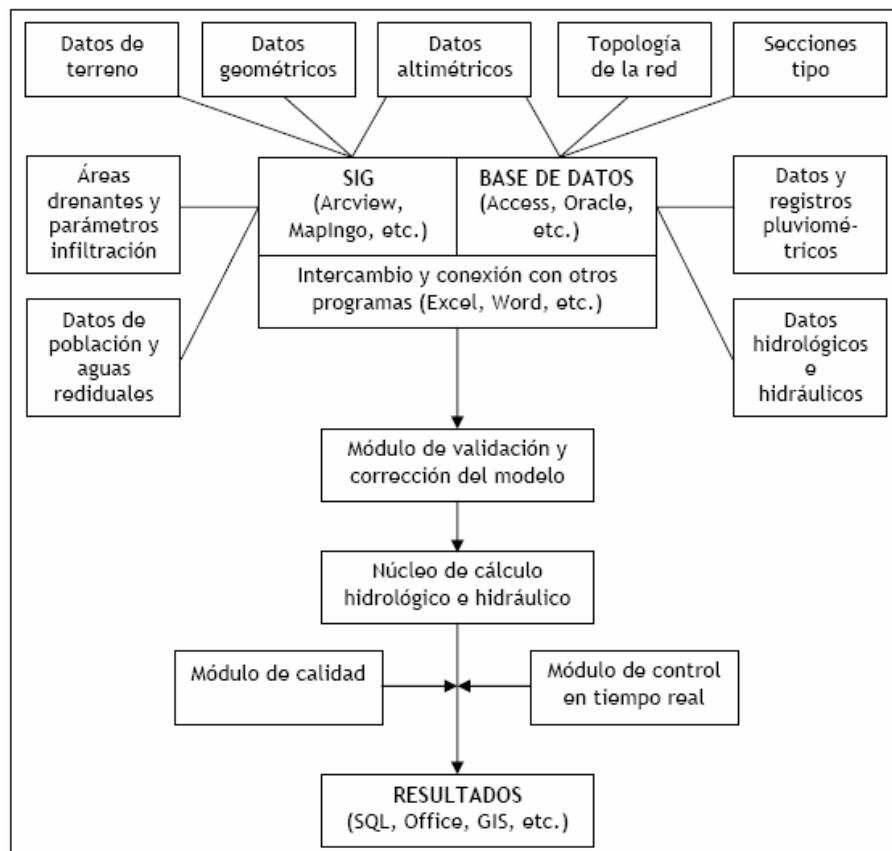 Datos de
terreno
Datos
geométricos
Datos
altimétricos
Topología
de la red
Secciones
tipo
Áreas
drenantes y
parámetros
infiltración
SIG
(Arcview,
MapIngo, etc.)
BASE DE DATOS
(Access, Oracle,
etc.)
Datos y
registros
pluviomé-
tricos
Intercambio y conexión con otros
programas (Excel, Word, etc.)
Datos de
población y
aguas
rediduales
Datos
hidrológicos
e
hidráulicos
Módulo de validación y
corrección del modelo
Núcleo de cálculo
hidrológico e hidráulico
Módulo de calidad
Módulo de control
en tiempo real
RESULTADOS
(SQL, Office, GIS, etc.)